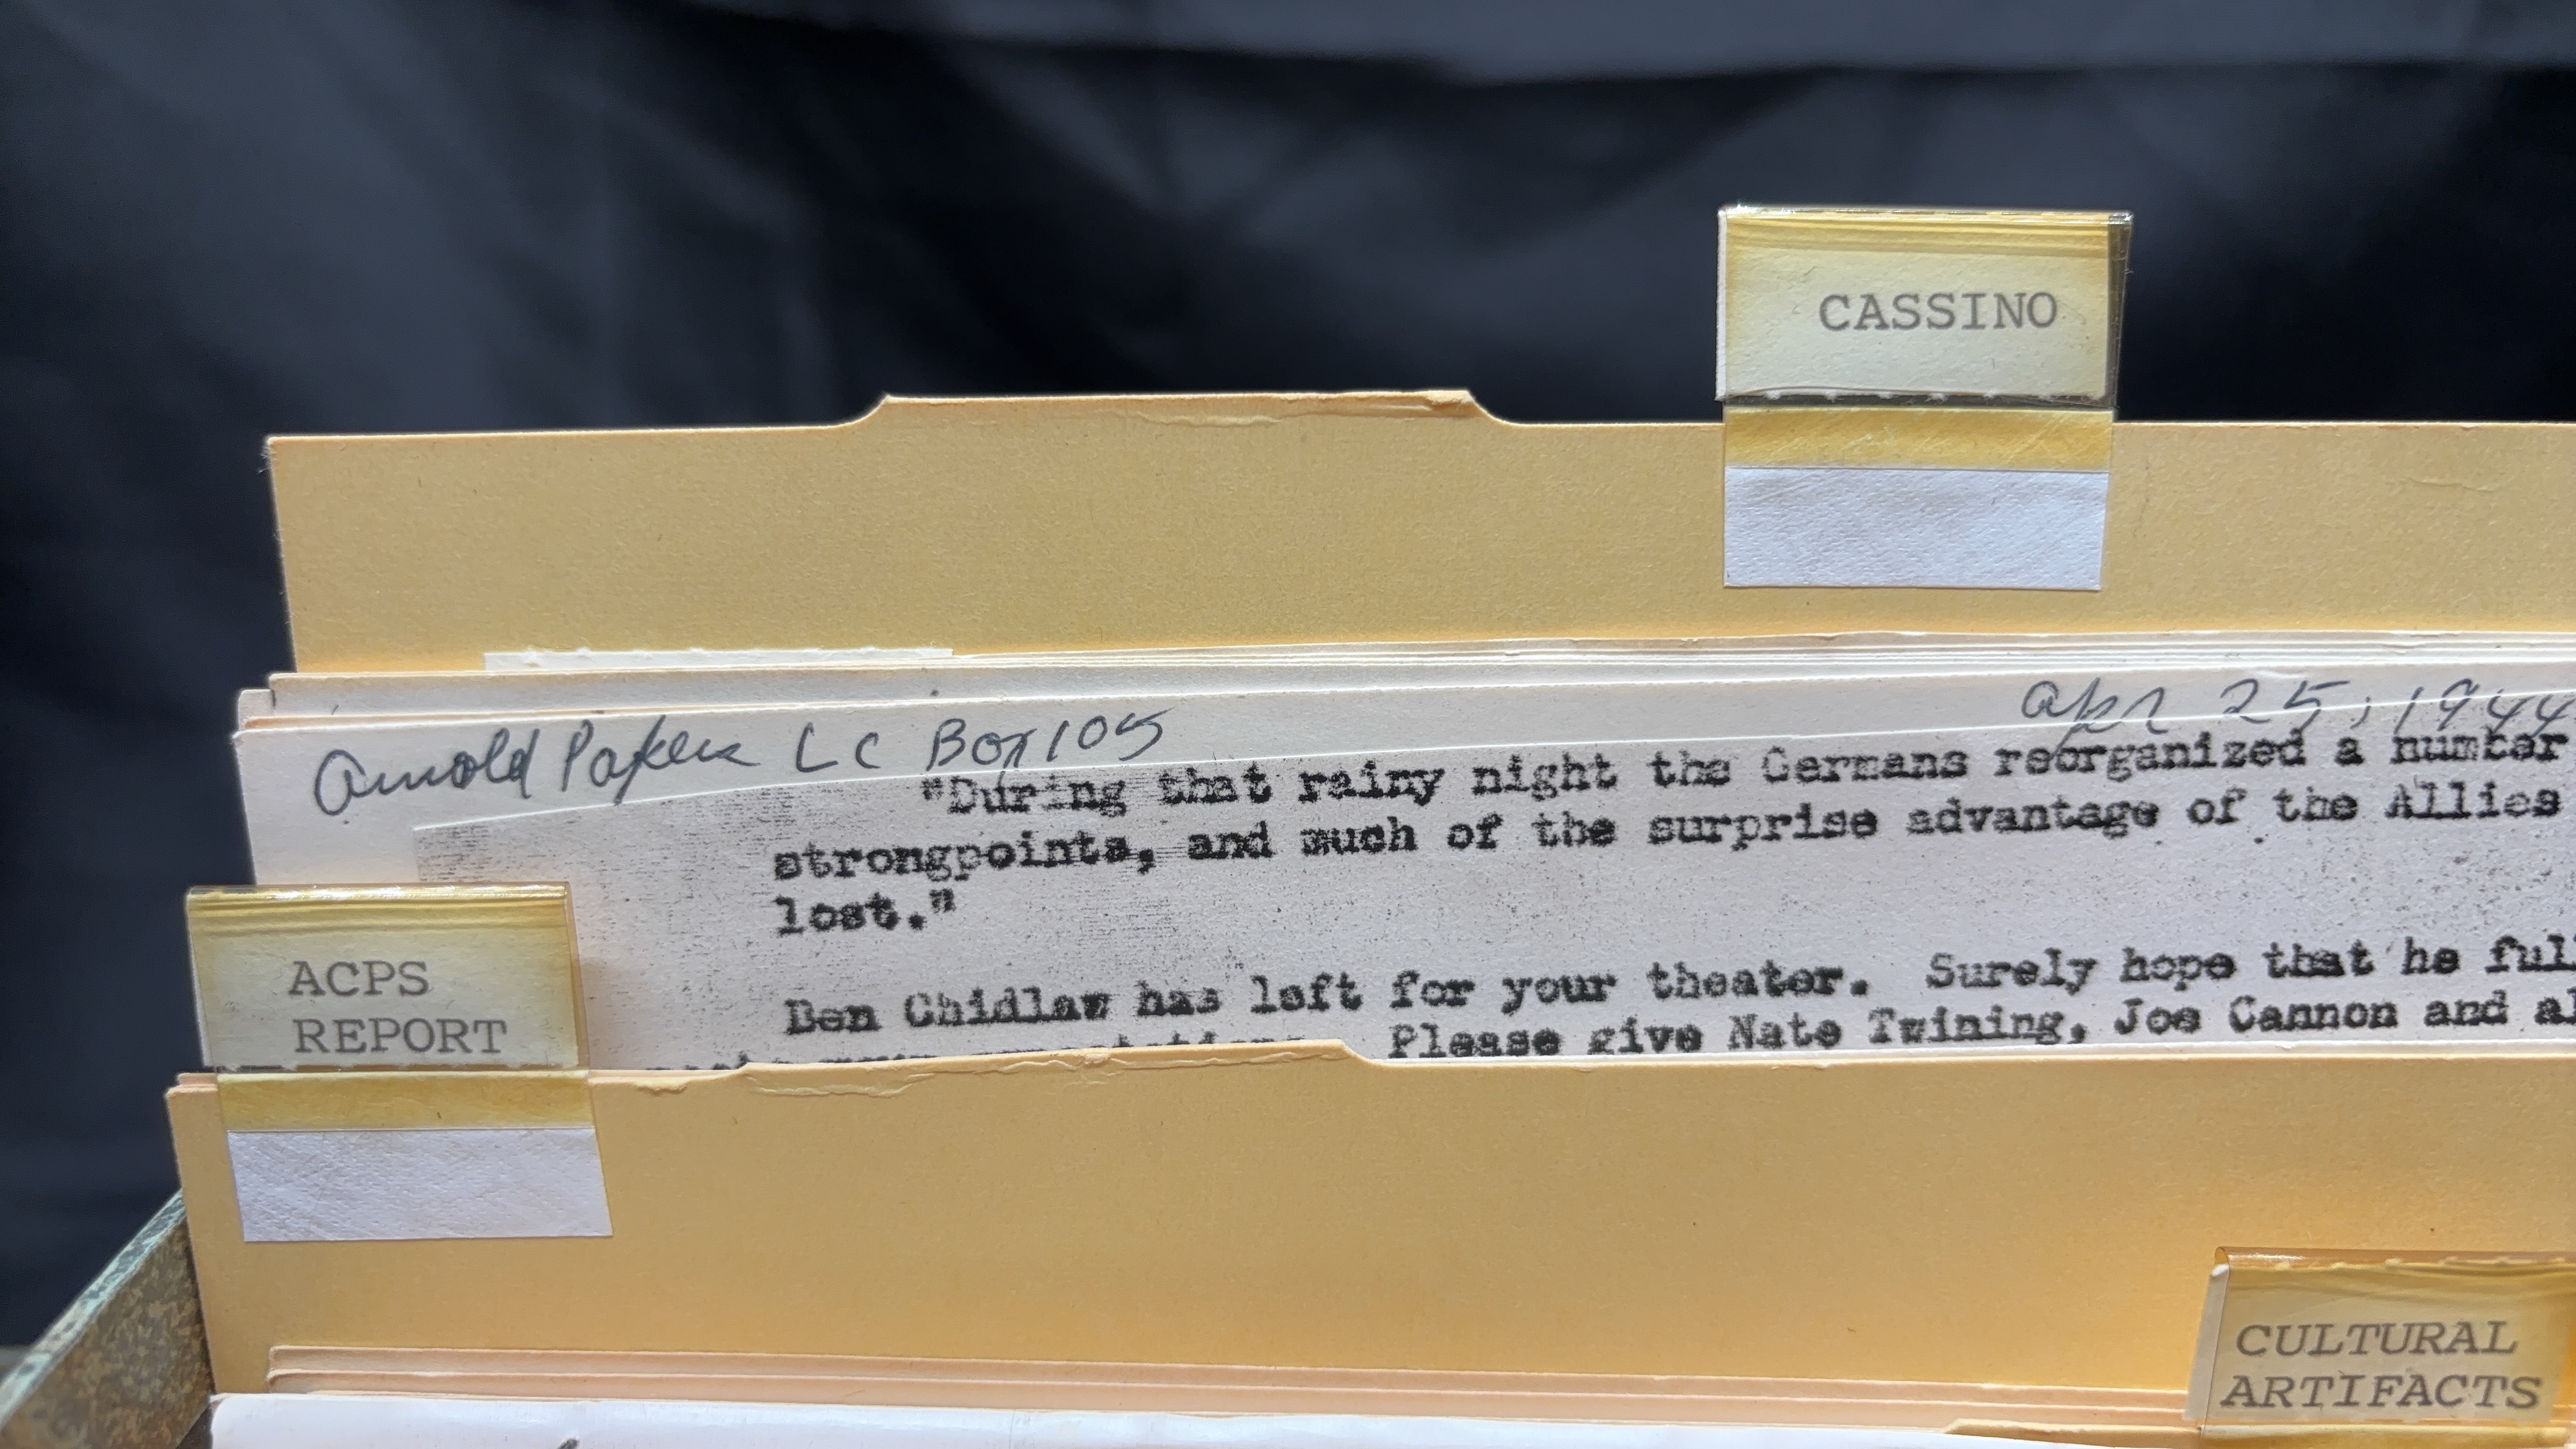 CASSINO
Arnold Papers LC Box 105
Apr 25, 1944
"During that rainy night the Germans reorganized a number
strongpoints, and much of the surprise advantage of the Allies
lost."
Ben Chidlaw has left for your theater. Surely hope that he ful
Please give Nate Twining, Joe Cannon and al
ACPS
REPORT
CULTURAL
ARTIFACTS